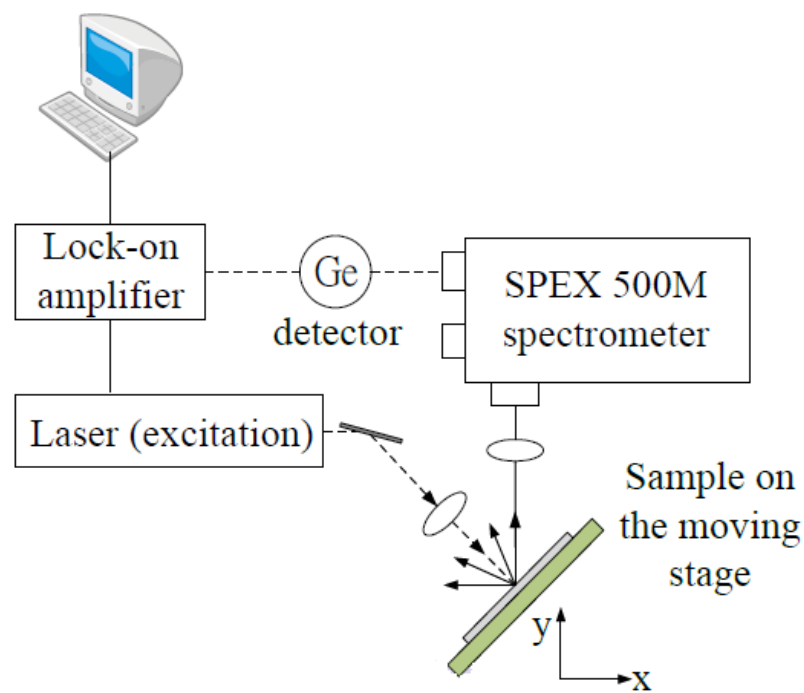 Lock-on
amplifier
Ge
detector
SPEX 500M
spectrometer
Laser (excitation)
Sample on
the moving
stage
y
x